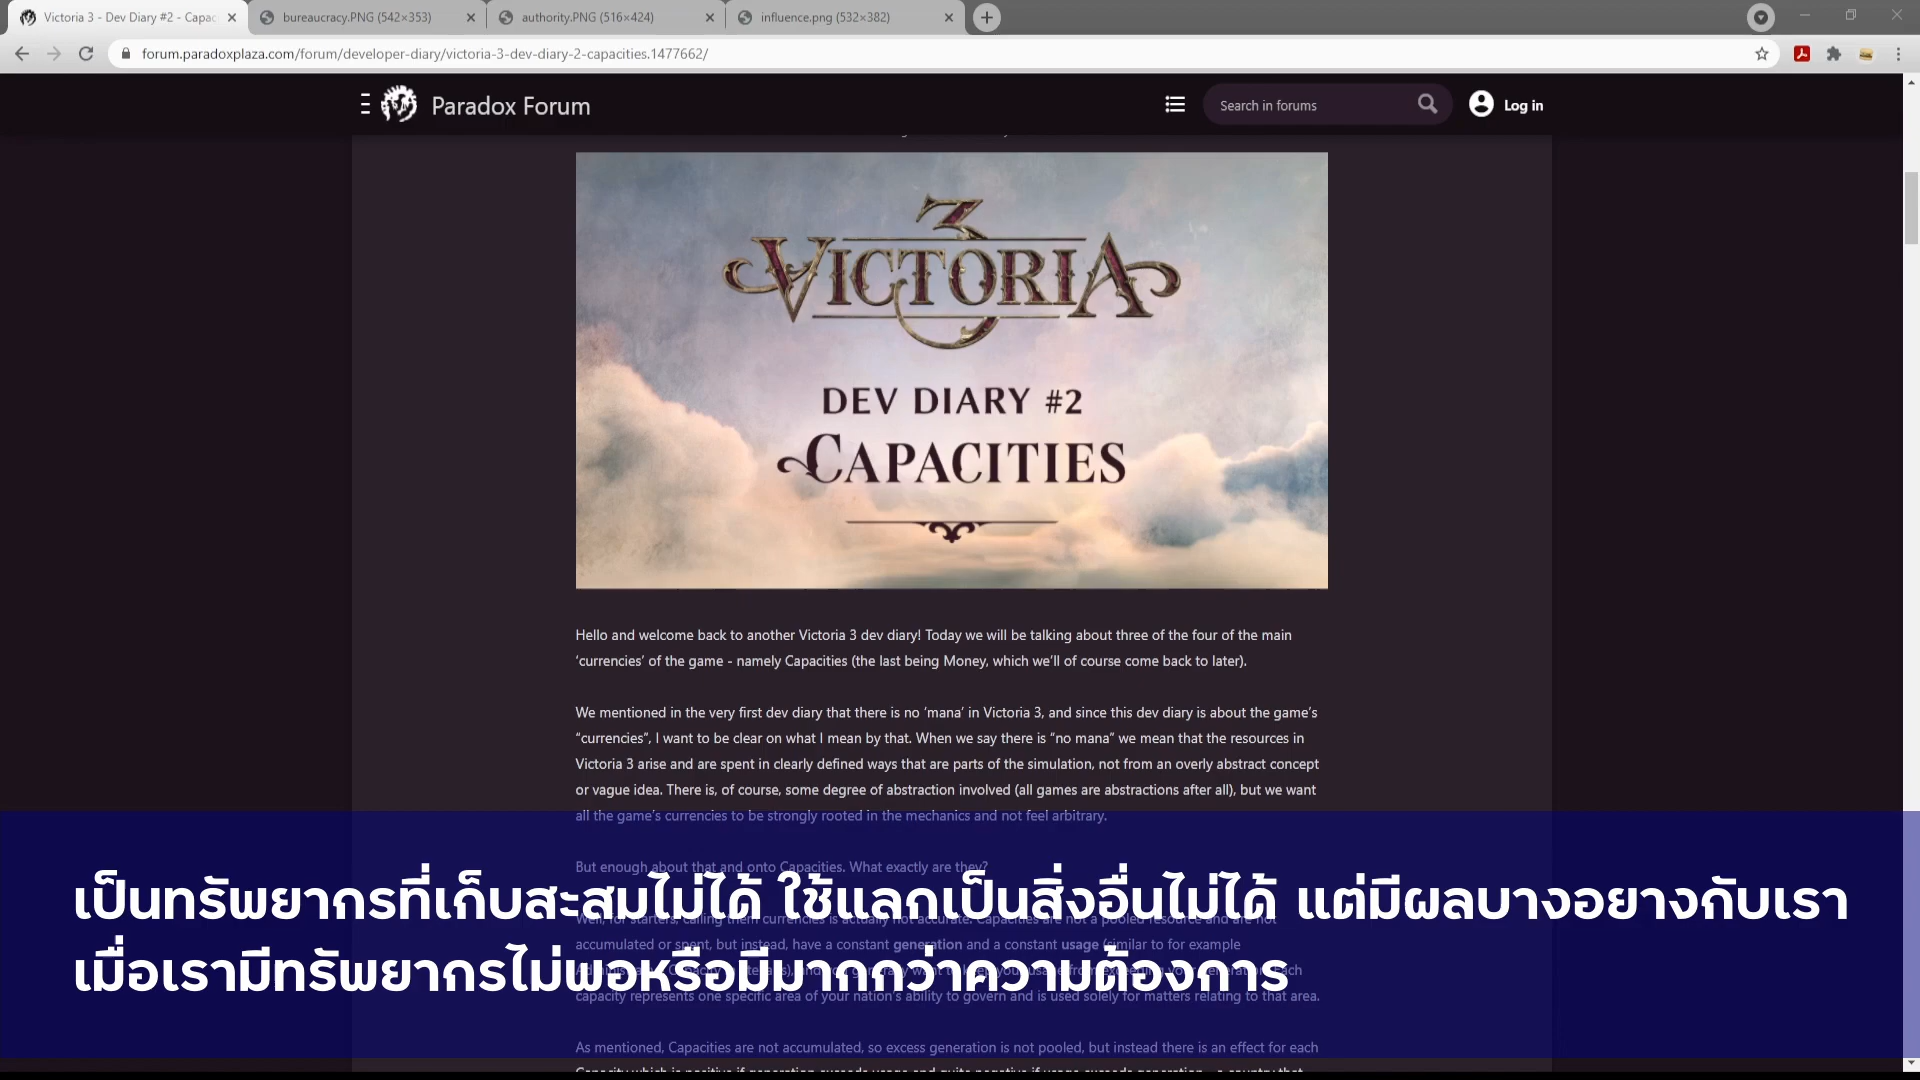 Victoria 3 - Dev Diary #2 - Capac
bureaucracy.PNG (542×353)
authority.PNG (516×424)
influence.png (532×382)
forum.paradoxplaza.com/forum/developer-diary/victoria-3-dev-diary-2-capacities.1477662/
Paradox Forum
Search in forums
Log in
3
VICTORIA
DEV DIARY #2
CAPACITIES
Hello and welcome back to another Victoria 3 dev diary! Today we will be talking about three of the four of the main
‘currencies’ of the game - namely Capacities (the last being Money, which we’ll of course come back to later).
We mentioned in the very first dev diary that there is no ‘mana’ in Victoria 3, and since this dev diary is about the game’s
“currencies”, I want to be clear on what I mean by that. When we say there is “no mana” we mean that the resources in
Victoria 3 arise and are spent in clearly defined ways that are parts of the simulation, not from an overly abstract concept
or vague idea. There is, of course, some degree of abstraction involved (all games are abstractions after all), but we want
all the game’s currencies to be strongly rooted in the mechanics and not feel arbitrary.
But enough about that and onto Capacities. What exactly are they?
เป็นทรัพยากรที่เก็บสะสมไม่ได้ ใช้แลกเป็นสิ่งอื่นไม่ได้ แต่มีผลบางอย่างกับเรา
Well, for starters, calling them currencies is actually not accurate. Capacities are not a pooled resource and are not
accumulated or spent, but instead, have a constant generation and a constant usage (similar to for example
เมื่อเรามีทรัพยากรไม่พอหรือมีมากกว่าความต้องการ
capacity represents one specific area of your nation’s ability to govern and is used solely for matters relating to that area.
As mentioned, Capacities are not accumulated, so excess generation is not pooled, but instead there is an effect for each